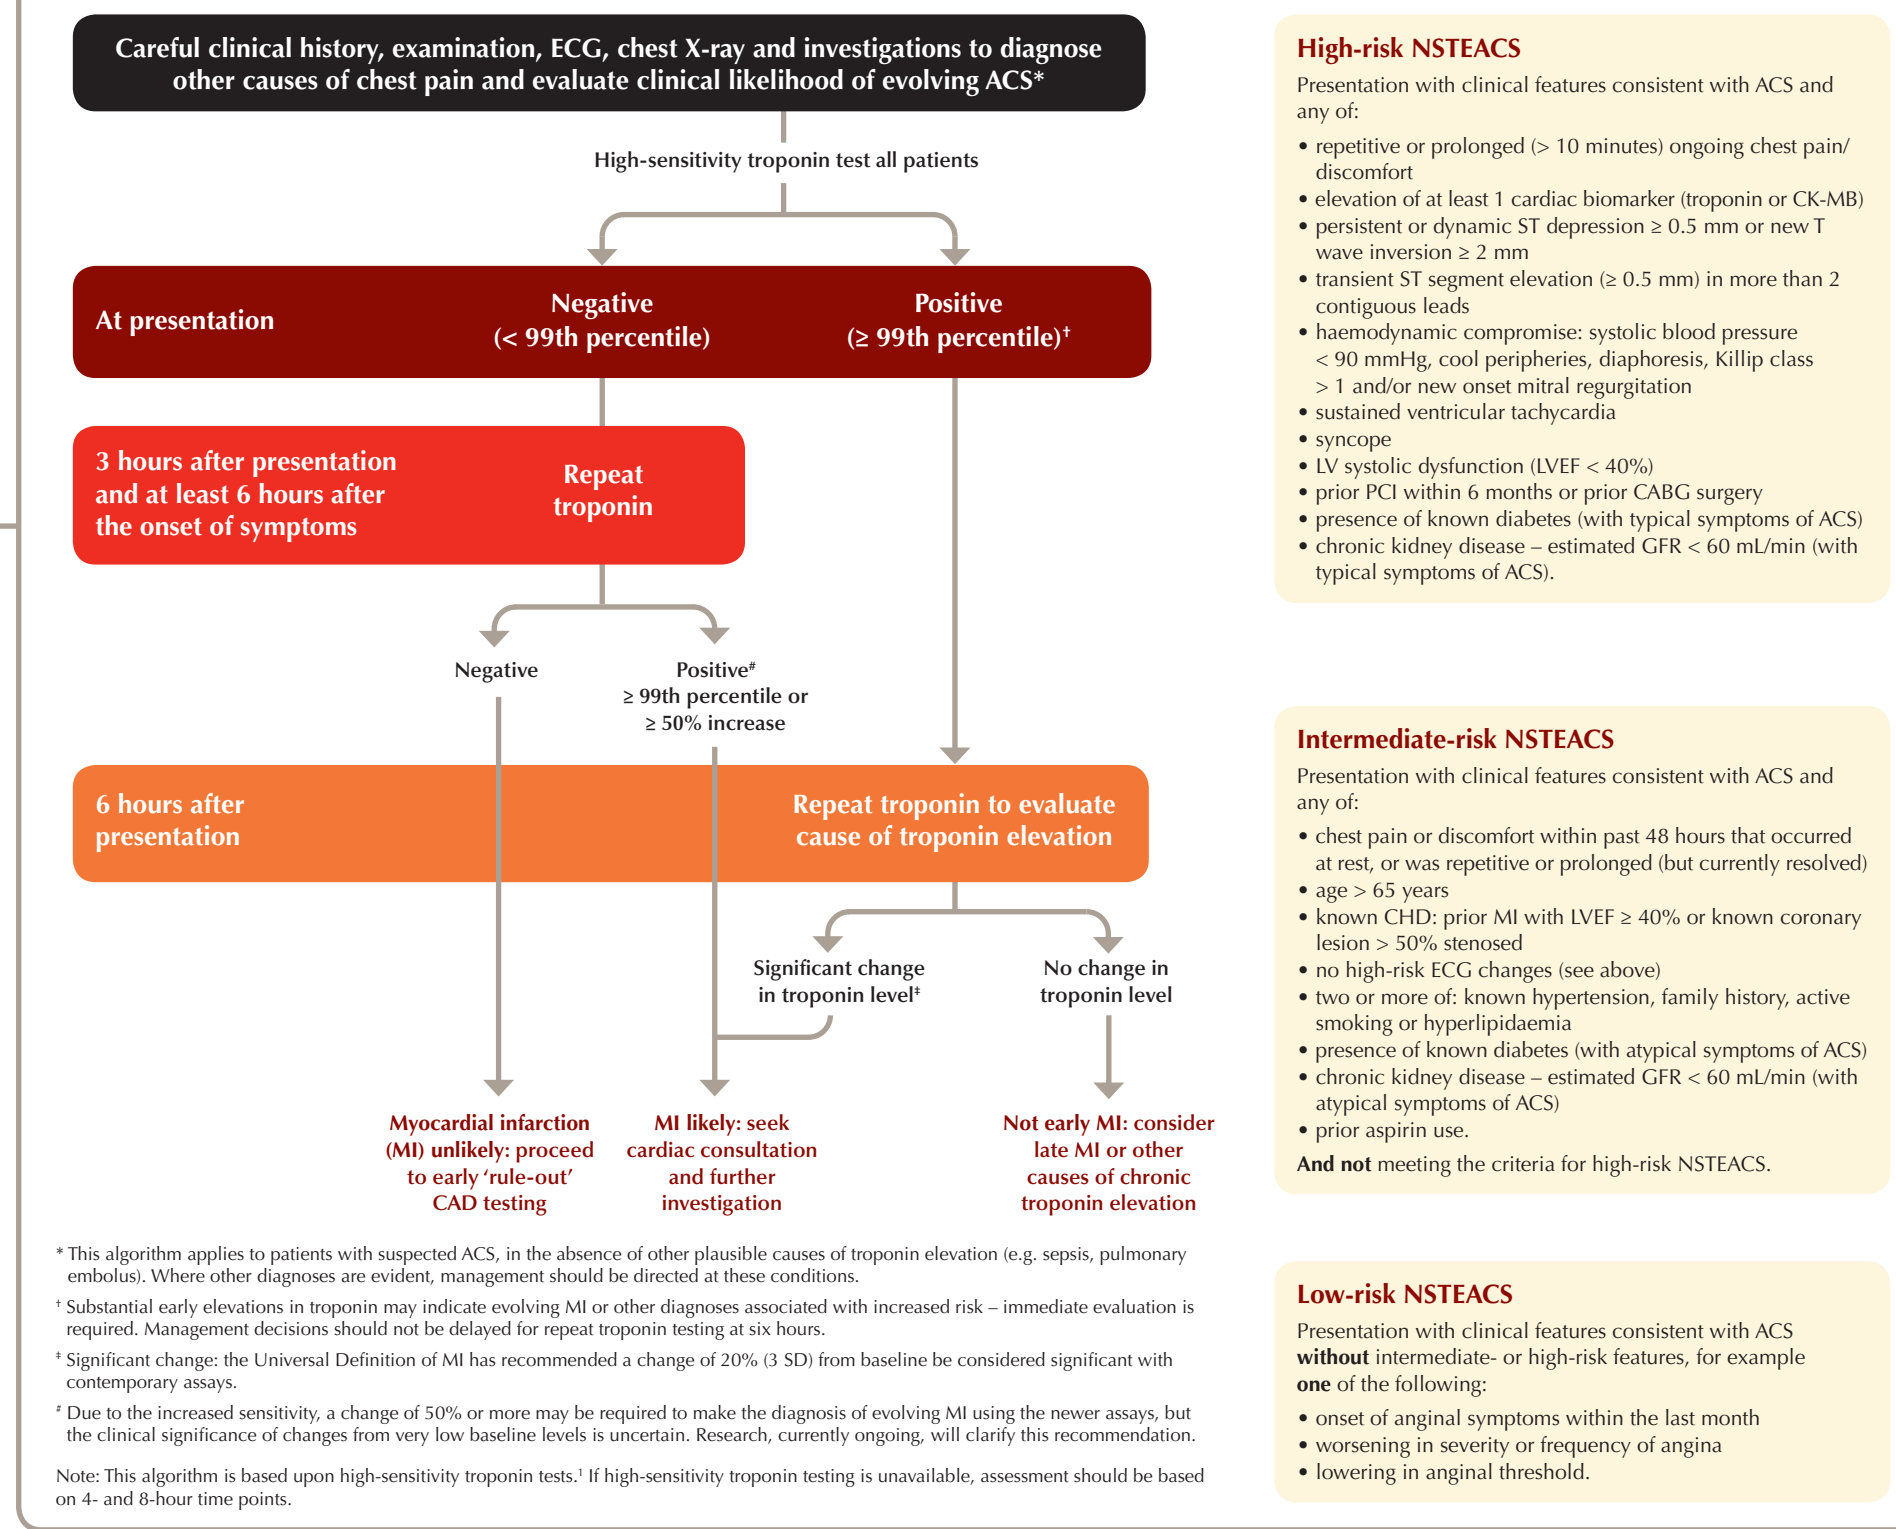 Careful clinical history, examination, ECG, chest X-ray and investigations to diagnose
other causes of chest pain and evaluate clinical likelihood of evolving ACS*
High-sensitivity troponin test all patients
At presentation
Negative
(< 99th percentile)
Positive
(≥ 99th percentile)†
3 hours after presentation
and at least 6 hours after
the onset of symptoms
Repeat
troponin
Negative
Positive#
≥ 99th percentile or
≥ 50% increase
6 hours after
presentation
Repeat troponin to evaluate
cause of troponin elevation
Significant change
in troponin level‡
No change in
troponin level
Myocardial infarction
(MI) unlikely: proceed
to early ‘rule-out’
CAD testing
MI likely: seek
cardiac consultation
and further
investigation
Not early MI: consider
late MI or other
causes of chronic
troponin elevation
* This algorithm applies to patients with suspected ACS, in the absence of other plausible causes of troponin elevation (e.g. sepsis, pulmonary
embolus). Where other diagnoses are evident, management should be directed at these conditions.
† Substantial early elevations in troponin may indicate evolving MI or other diagnoses associated with increased risk – immediate evaluation is
required. Management decisions should not be delayed for repeat troponin testing at six hours.
‡ Significant change: the Universal Definition of MI has recommended a change of 20% (3 SD) from baseline be considered significant with
contemporary assays.
# Due to the increased sensitivity, a change of 50% or more may be required to make the diagnosis of evolving MI using the newer assays, but
the clinical significance of changes from very low baseline levels is uncertain. Research, currently ongoing, will clarify this recommendation.
Note: This algorithm is based upon high-sensitivity troponin tests.1 If high-sensitivity troponin testing is unavailable, assessment should be based
on 4- and 8-hour time points.
High-risk NSTEACS
Presentation with clinical features consistent with ACS and
any of:
• repetitive or prolonged (> 10 minutes) ongoing chest pain/
discomfort
• elevation of at least 1 cardiac biomarker (troponin or CK-MB)
• persistent or dynamic ST depression ≥ 0.5 mm or new T
wave inversion ≥ 2 mm
• transient ST segment elevation (≥ 0.5 mm) in more than 2
contiguous leads
• haemodynamic compromise: systolic blood pressure
< 90 mmHg, cool peripheries, diaphoresis, Killip class
> 1 and/or new onset mitral regurgitation
• sustained ventricular tachycardia
• syncope
• LV systolic dysfunction (LVEF < 40%)
• prior PCI within 6 months or prior CABG surgery
• presence of known diabetes (with typical symptoms of ACS)
• chronic kidney disease – estimated GFR < 60 mL/min (with
typical symptoms of ACS).
Intermediate-risk NSTEACS
Presentation with clinical features consistent with ACS and
any of:
• chest pain or discomfort within past 48 hours that occurred
at rest, or was repetitive or prolonged (but currently resolved)
• age > 65 years
• known CHD: prior MI with LVEF ≥ 40% or known coronary
lesion > 50% stenosed
• no high-risk ECG changes (see above)
• two or more of: known hypertension, family history, active
smoking or hyperlipidaemia
• presence of known diabetes (with atypical symptoms of ACS)
• chronic kidney disease – estimated GFR < 60 mL/min (with
atypical symptoms of ACS)
• prior aspirin use.
And not meeting the criteria for high-risk NSTEACS.
Low-risk NSTEACS
Presentation with clinical features consistent with ACS
without intermediate- or high-risk features, for example
one of the following:
• onset of anginal symptoms within the last month
• worsening in severity or frequency of angina
• lowering in anginal threshold.